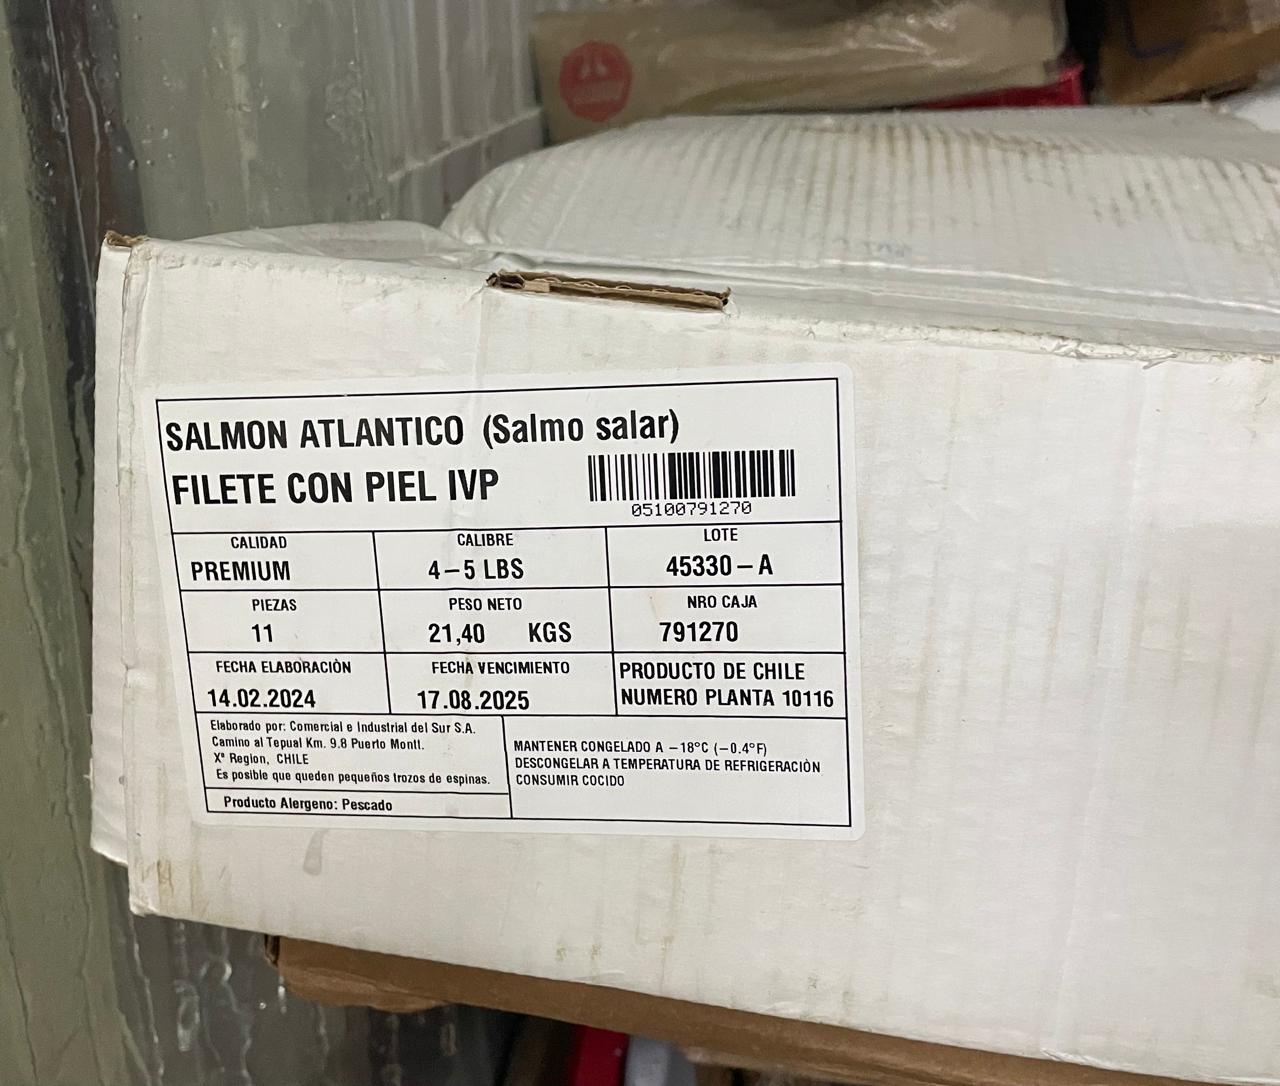 SALMON ATLANTICO (Salmo salar)
FILETE CON PIEL IVP
05100791270
CALIDAD CALIBRE LOTE
PREMIUM 4-5 LBS 45330-A
PIEZAS PESO NETO NRO CAJA
11 21,40 KGS 791270
FECHA ELABORACIÒN FECHA VENCIMIENTO PRODUCTO DE CHILE
14.02.2024 17.08.2025 NUMERO PLANTA 10116
Elaborado por: Comercial e Industrial del Sur S.A.
Camino al Tepual Km. 9.8 Puerto Montt.
Xª Region, CHILE
Es posible que queden pequeños trozos de espinas.
Producto Alergeno: Pescado
MANTENER CONGELADO A -18°C (-0.4°F)
DESCONGELAR A TEMPERATURA DE REFRIGERACIÒN
CONSUMIR COCIDO